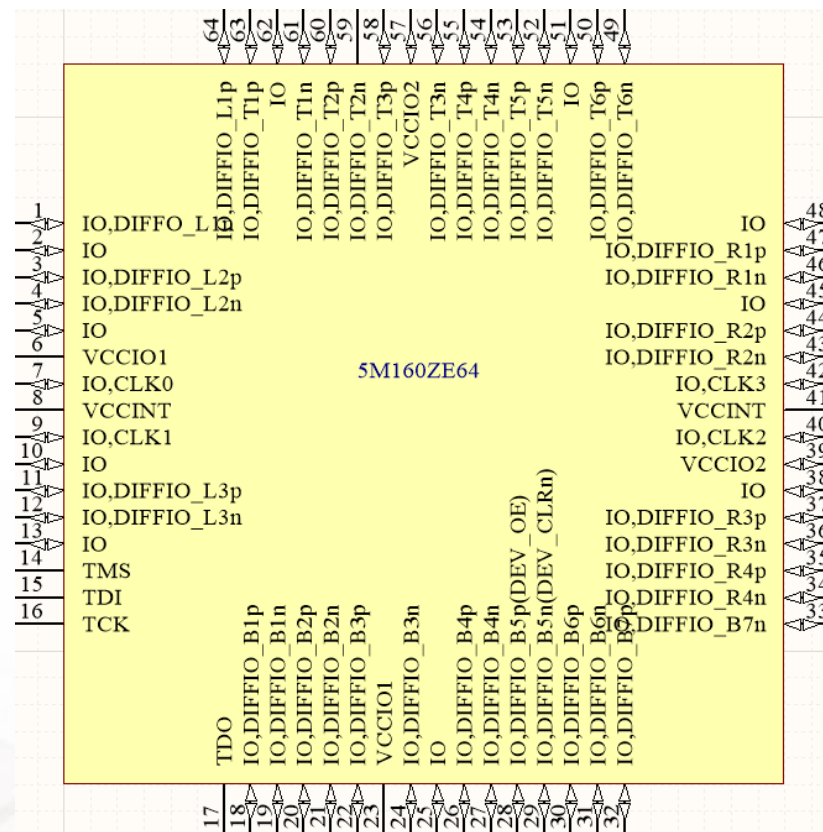 64
63
62
61
60
59
58
57
56
55
54
53
52
51
50
49
IO,DIFFIO_L1p
IO,DIFFIO_T1p
IO
IO,DIFFIO_T1n
IO,DIFFIO_T2p
IO,DIFFIO_T2n
IO,DIFFIO_T3p
VCCIO2
IO,DIFFIO_T3n
IO,DIFFIO_T4p
IO,DIFFIO_T4n
IO,DIFFIO_T5p
IO,DIFFIO_T5n
IO
IO,DIFFIO_T6p
IO,DIFFIO_T6n
1 IO,DIFFO_L1n
2 IO
3 IO,DIFFIO_L2p
4 IO,DIFFIO_L2n
5 IO
6 VCCIO1
7 IO,CLK0
8 VCCINT
9 IO,CLK1
10 IO
11 IO,DIFFIO_L3p
12 IO,DIFFIO_L3n
13 IO
14 TMS
15 TDI
16 TCK
5M160ZE64
IO 48
IO,DIFFIO_R1p 47
IO,DIFFIO_R1n 46
IO 45
IO,DIFFIO_R2p 44
IO,DIFFIO_R2n 43
IO,CLK3 42
VCCINT 41
IO,CLK2 40
VCCIO2 39
IO 38
IO,DIFFIO_R3p 37
IO,DIFFIO_R3n 36
IO,DIFFIO_R4p 35
IO,DIFFIO_R4n 34
IO,DIFFIO_B7n 33
TDO
IO,DIFFIO_B1p
IO,DIFFIO_B1n
IO,DIFFIO_B2p
IO,DIFFIO_B2n
IO,DIFFIO_B3p
VCCIO1
IO,DIFFIO_B3n
IO
IO,DIFFIO_B4p
IO,DIFFIO_B4n
IO,DIFFIO_B5p(DEV_OE)
IO,DIFFIO_B5n(DEV_CLRn)
IO,DIFFIO_B6p
IO,DIFFIO_B6n
IO,DIFFIO_B7p
17
18
19
20
21
22
23
24
25
26
27
28
29
30
31
32